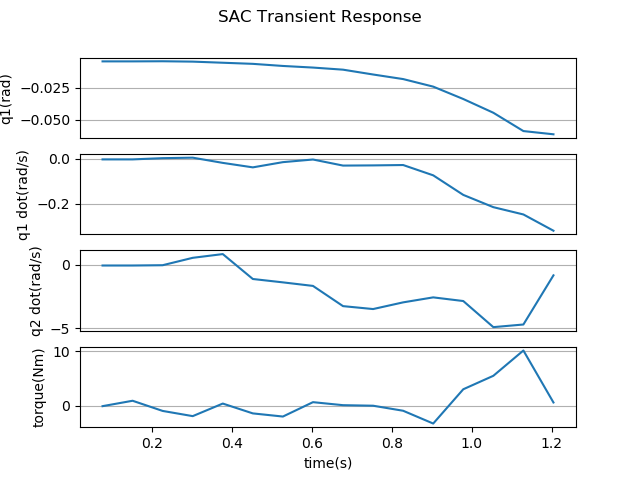 SAC Transient Response
q1(rad)
−0.025
−0.050
q1 dot(rad/s)
0.0
−0.2
q2 dot(rad/s)
0
−5
torque(Nm)
10
0
0.2 0.4 0.6 0.8 1.0 1.2
time(s)